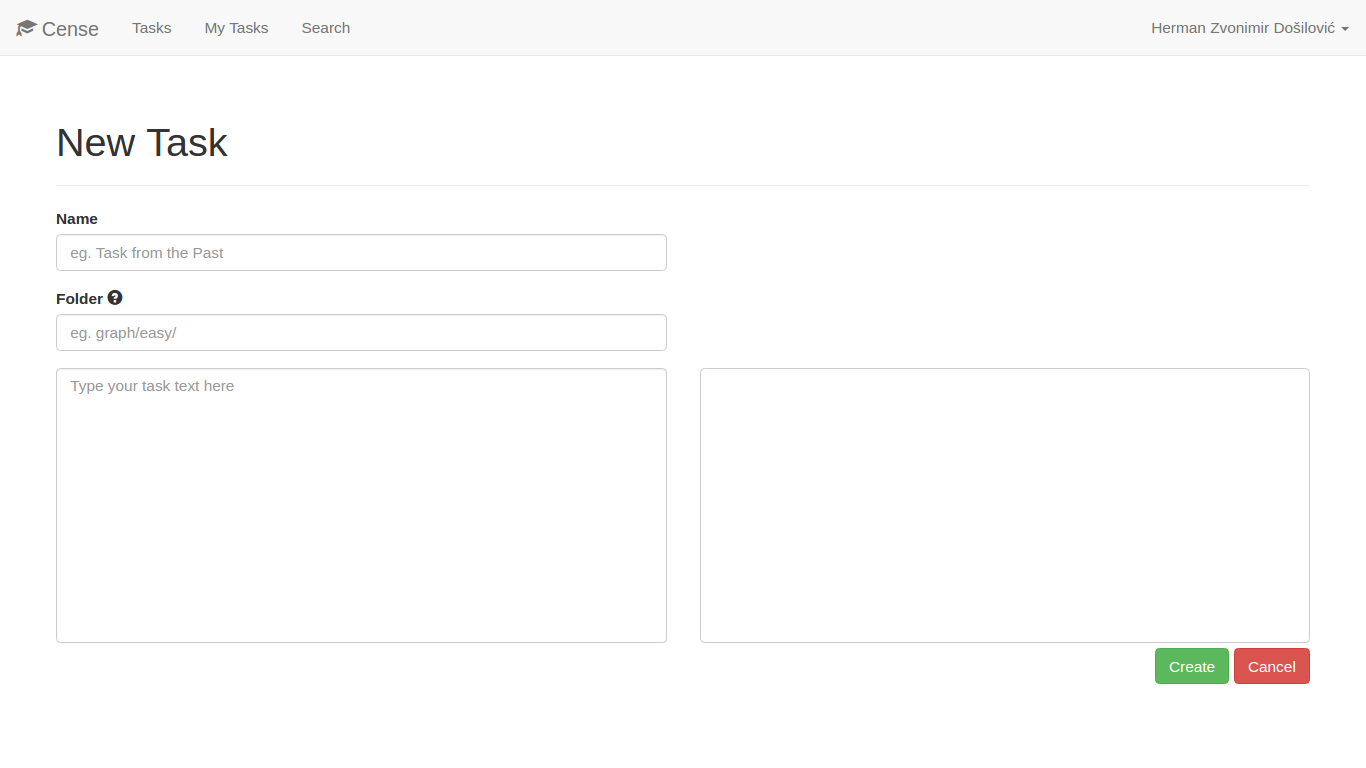 Cense Tasks My Tasks Search Herman Zvonimir Došilović
New Task
Name
eg. Task from the Past
Folder
eg. graph/easy/
Type your task text here
Create Cancel